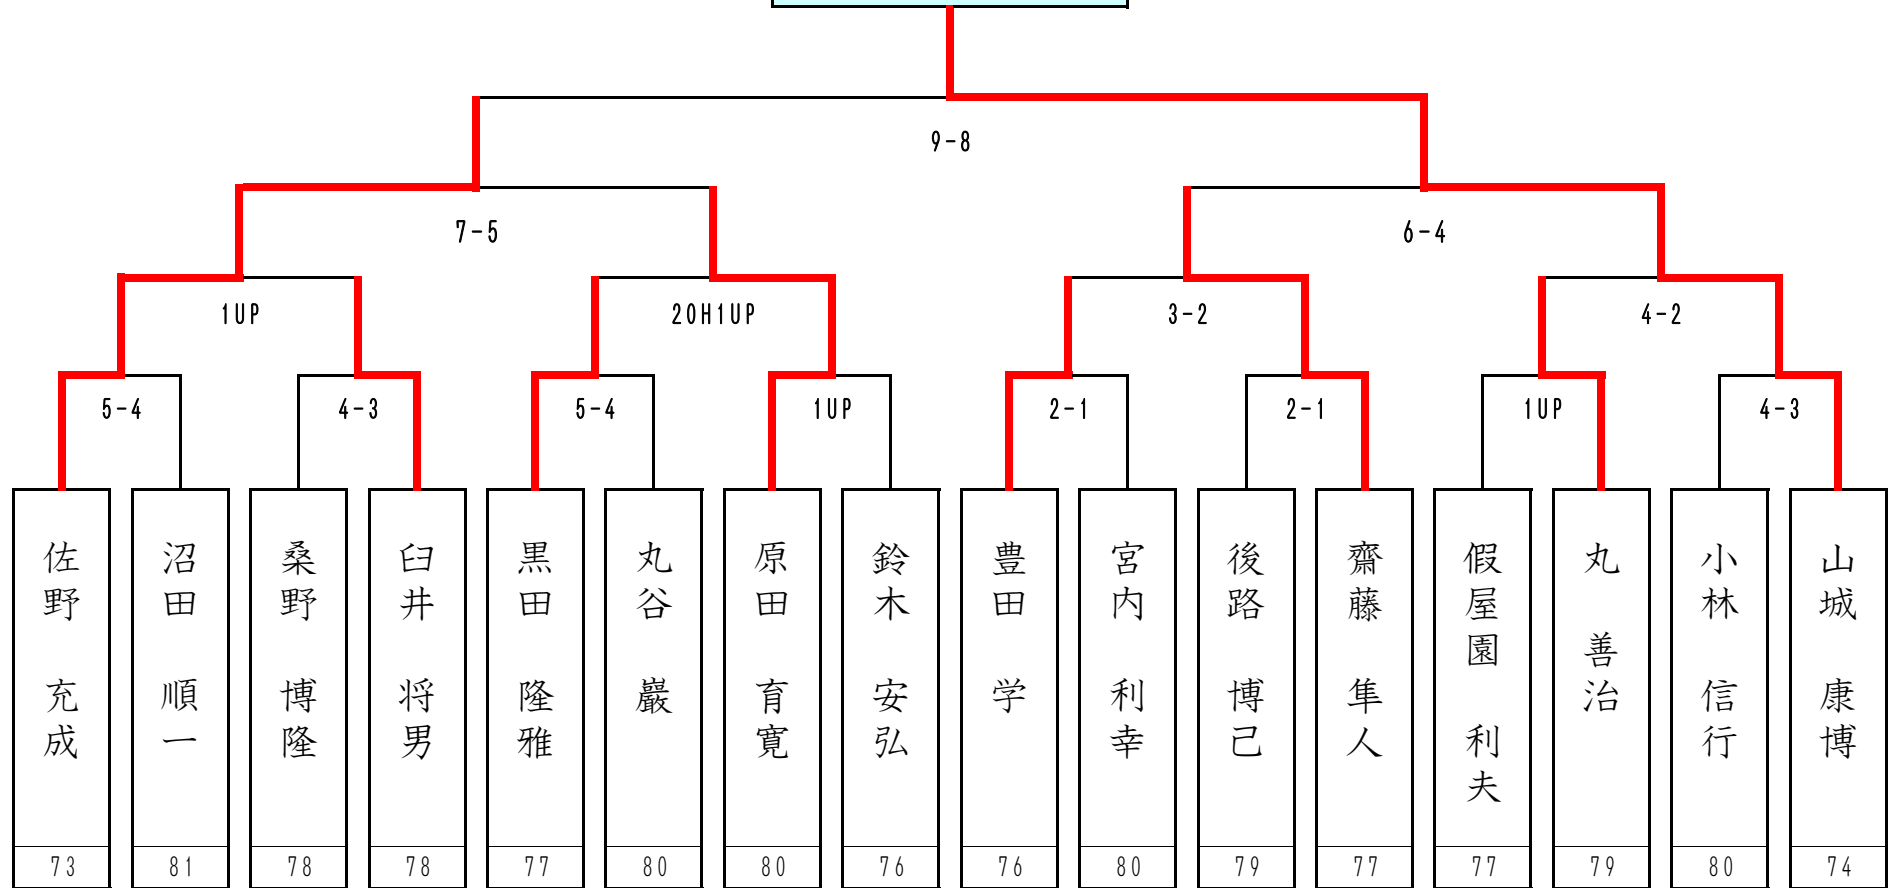 9-8
7-5
6-4
1UP
20H1UP
3-2
4-2
5-4
4-3
5-4
1UP
2-1
2-1
1UP
4-3
佐野 充成
沼田 順一
桑野 博隆
臼井 将男
黒田 隆雅
丸谷 巖
原田 育寛
鈴木 安弘
豊田 学
宮内 利幸
後路 博己
齋藤 隼人
假屋園 利夫
丸 善治
小林 信行
山城 康博
73
81
78
78
77
80
80
76
76
80
79
77
77
79
80
74